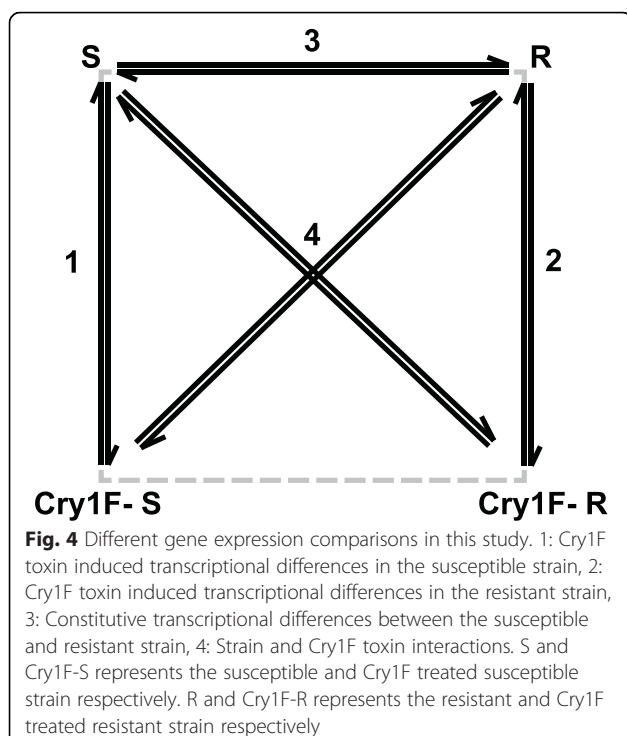 3
S R
4
1 2
Cry1F- S Cry1F- R
Fig. 4 Different gene expression comparisons in this study. 1: Cry1F
toxin induced transcriptional differences in the susceptible strain, 2:
Cry1F toxin induced transcriptional differences in the resistant strain,
3: Constitutive transcriptional differences between the susceptible
and resistant strain, 4: Strain and Cry1F toxin interactions. S and
Cry1F-S represents the susceptible and Cry1F treated susceptible
strain respectively. R and Cry1F-R represents the resistant and Cry1F
treated resistant strain respectively